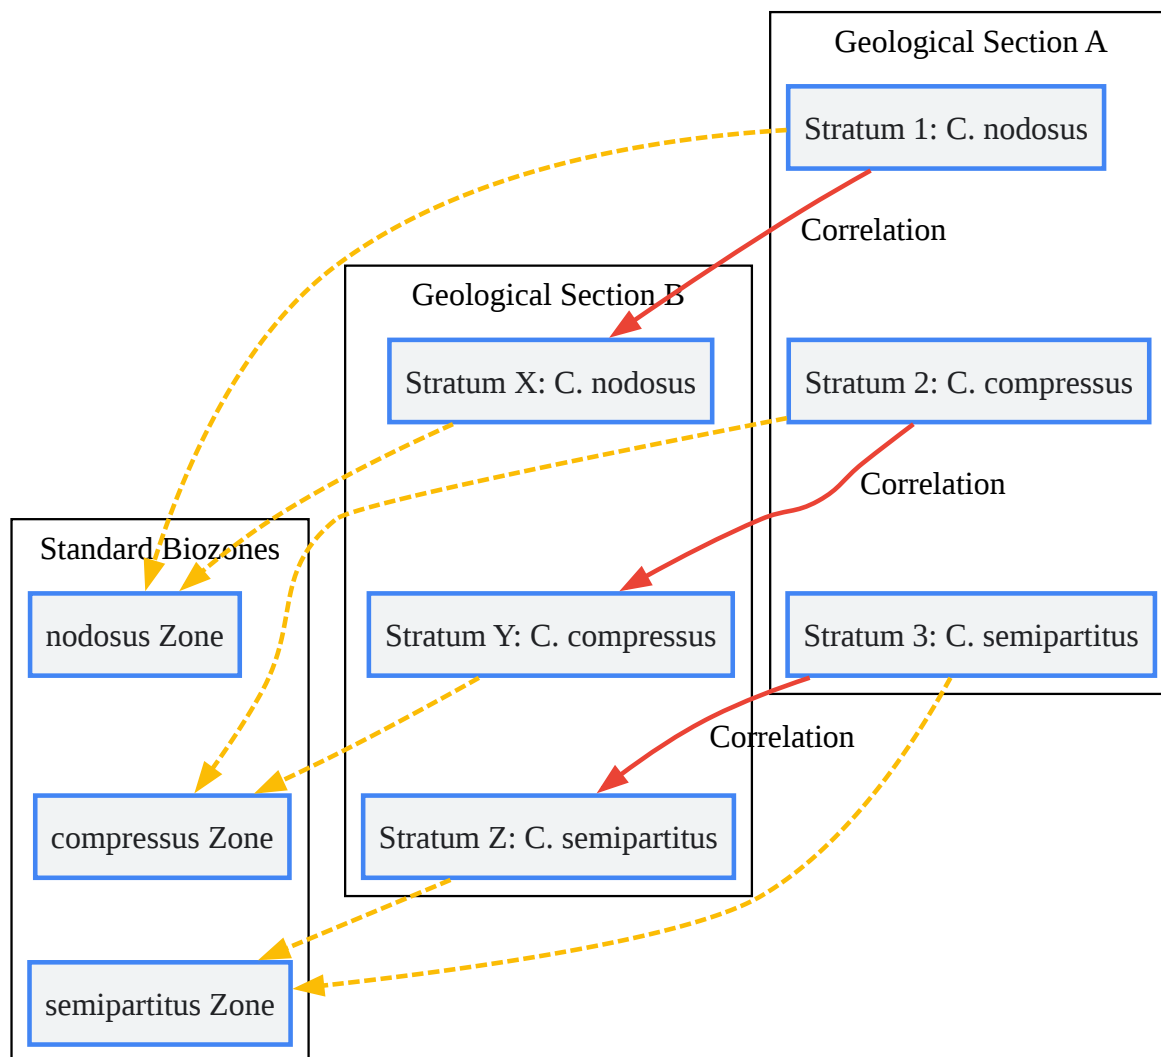 Geological Section A
Stratum 1: C. nodosus
Correlation
Geological Section B
Stratum X: C. nodosus
Stratum 2: C. compressus
Correlation
Standard Biozones
nodosus Zone
Stratum Y: C. compressus
Stratum 3: C. semipartitus
Correlation
compressus Zone
Stratum Z: C. semipartitus
semipartitus Zone